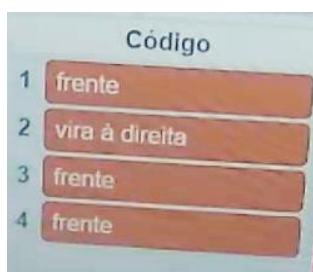 Código
1 frente
2 vira à direita
3 frente
4 frente